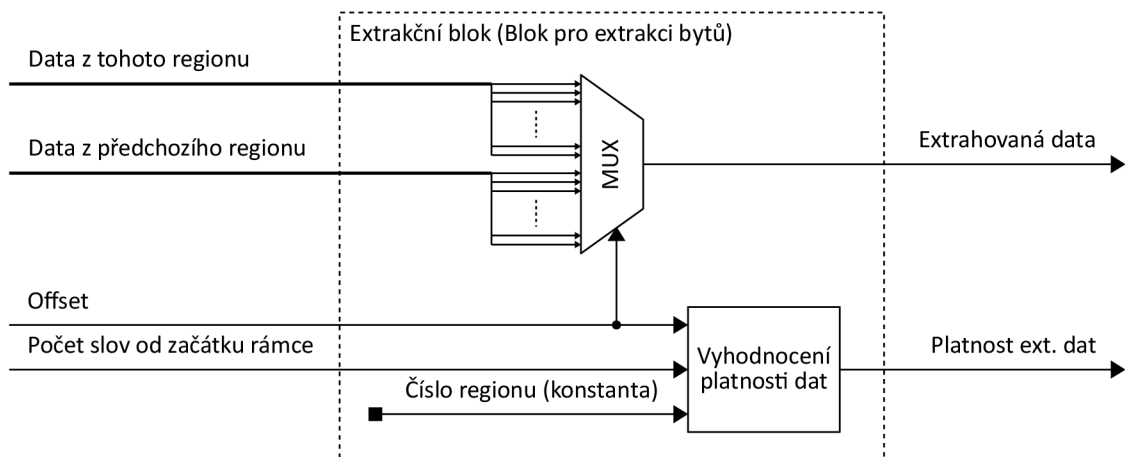 Extrakční blok (Blok pro extrakci bytů)
Data z tohoto regionu
Data z předchozího regionu
MUX
Extrahovaná data
Offset
Počet slov od začátku rámce
Číslo regionu (konstanta)
Vyhodnocení
platnosti dat
Platnost ext. dat